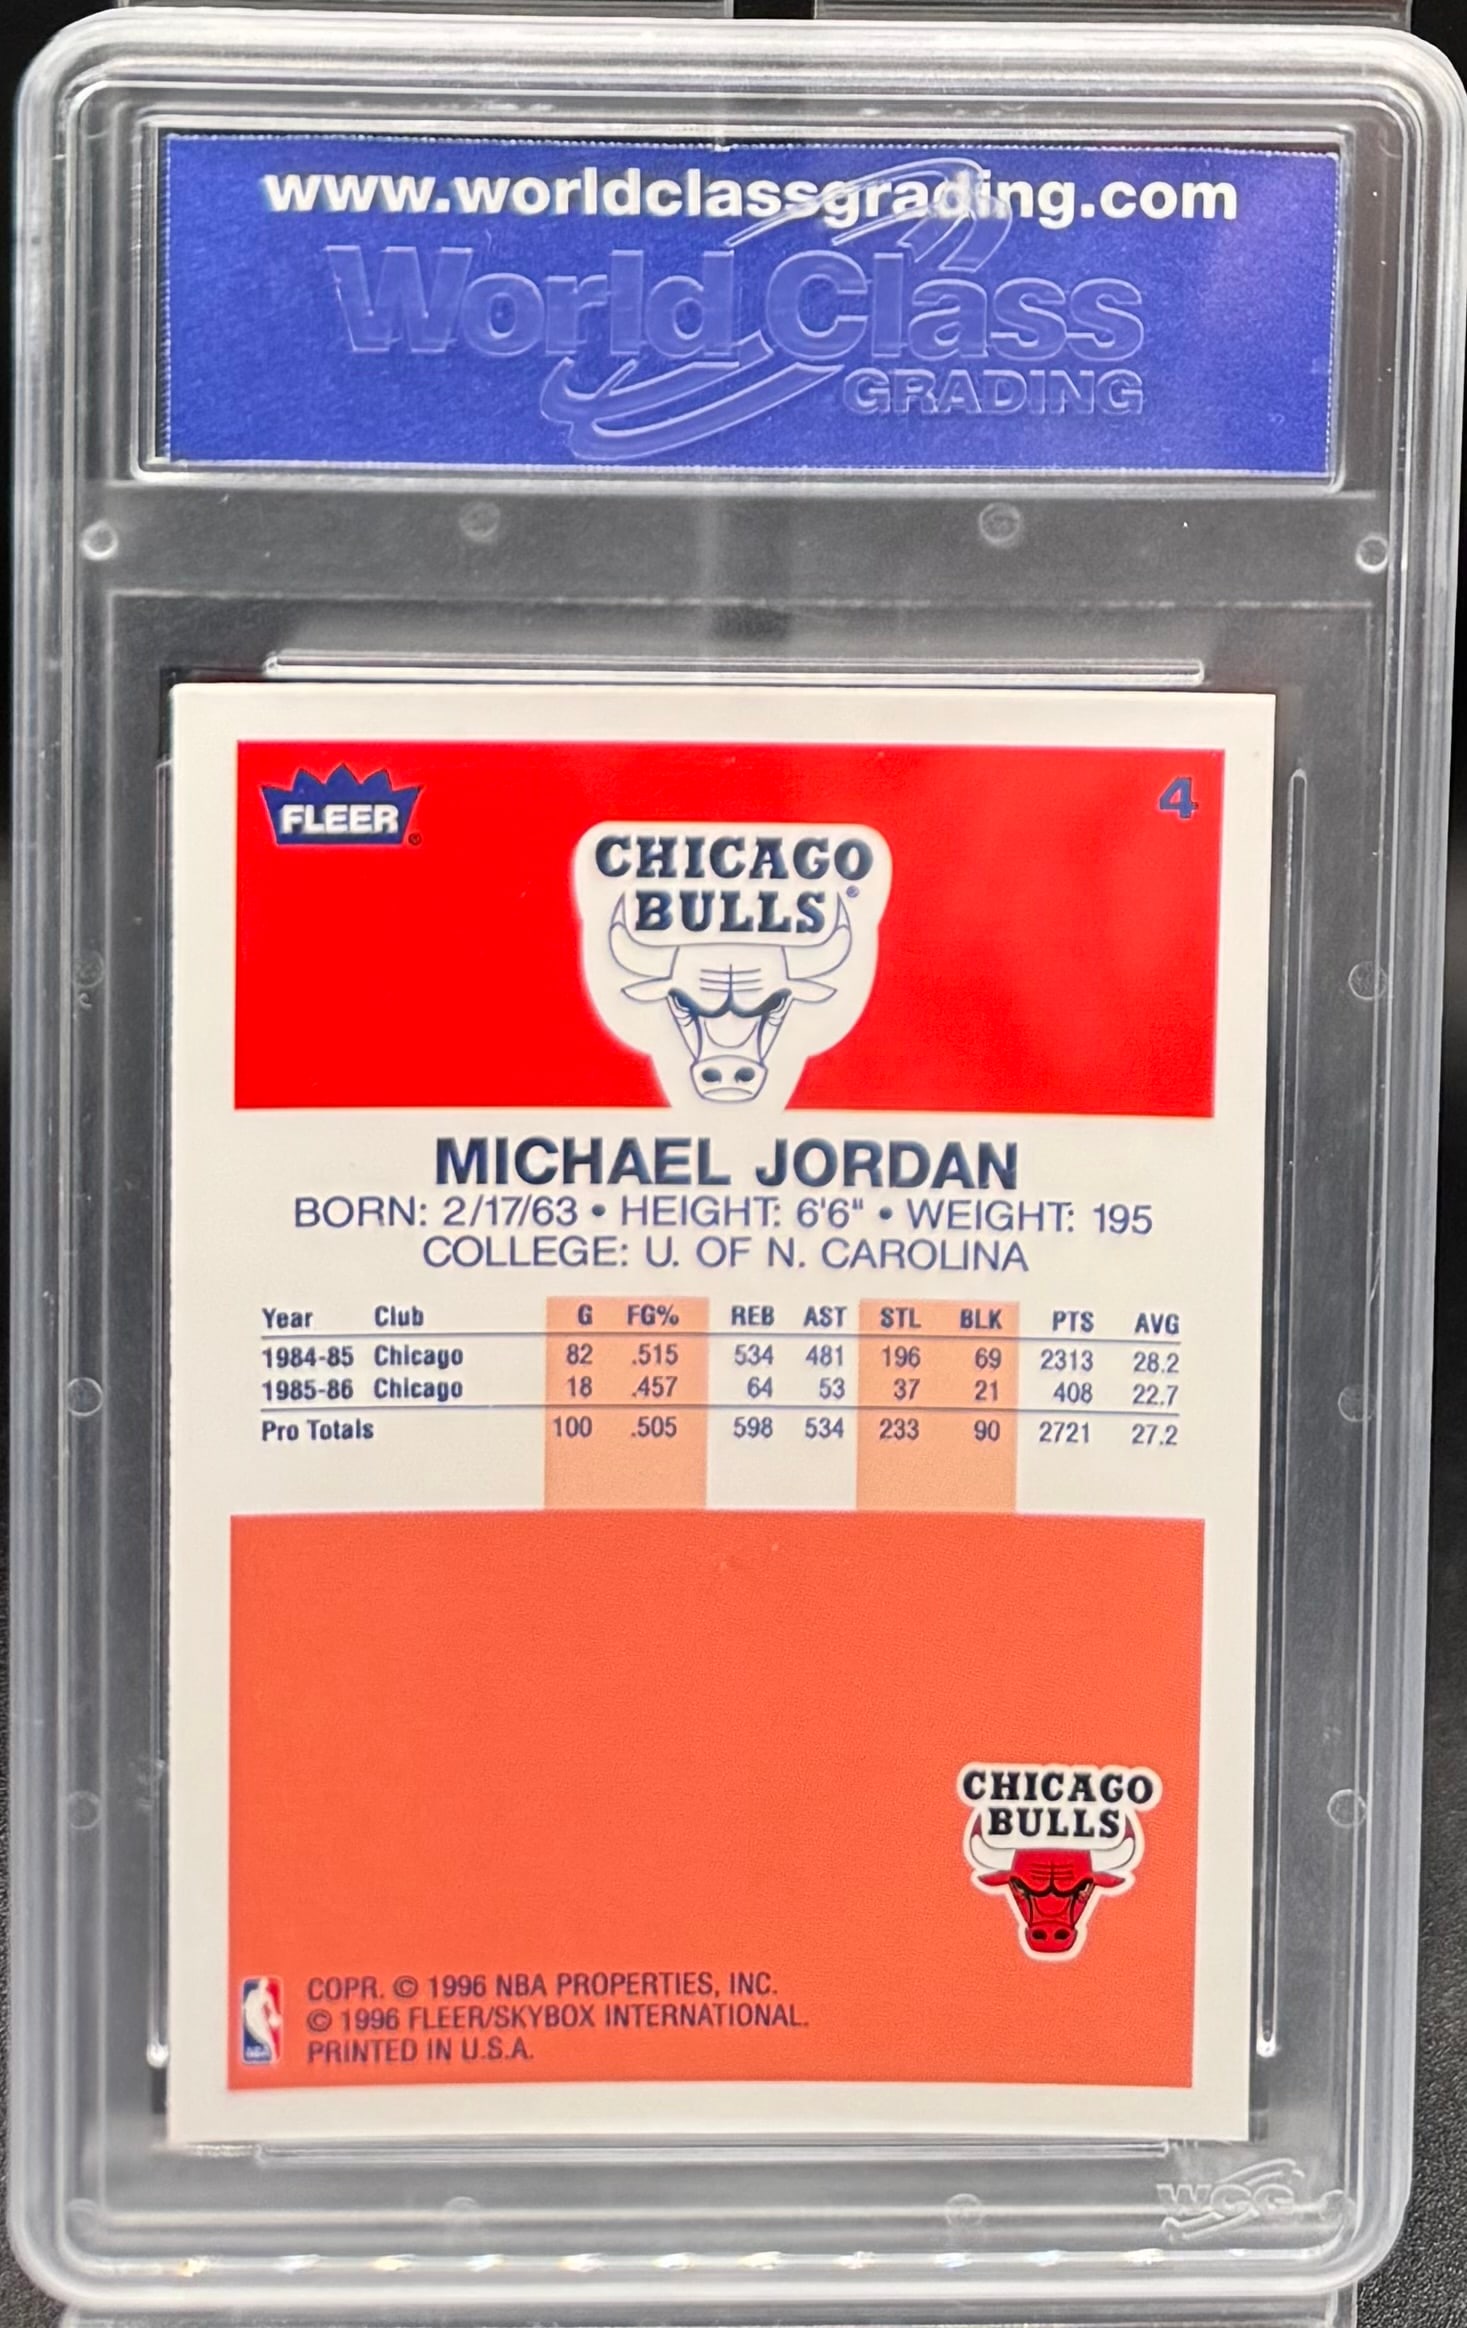 www.worldclassgrading.com
World Class
GRADING
FLEER ®
4
CHICAGO
BULLS ®
MICHAEL JORDAN
BORN: 2/17/63 • HEIGHT: 6'6" • WEIGHT: 195
COLLEGE: U. OF N. CAROLINA
Year Club G FG% REB AST STL BLK PTS AVG
1984-85 Chicago 82 .515 534 481 196 69 2313 28.2
1985-86 Chicago 18 .457 64 53 37 21 408 22.7
Pro Totals 100 .505 598 534 233 90 2721 27.2
CHICAGO
BULLS
COPR. © 1996 NBA PROPERTIES, INC.
© 1996 FLEER/SKYBOX INTERNATIONAL.
PRINTED IN U.S.A.
NBA
WCG